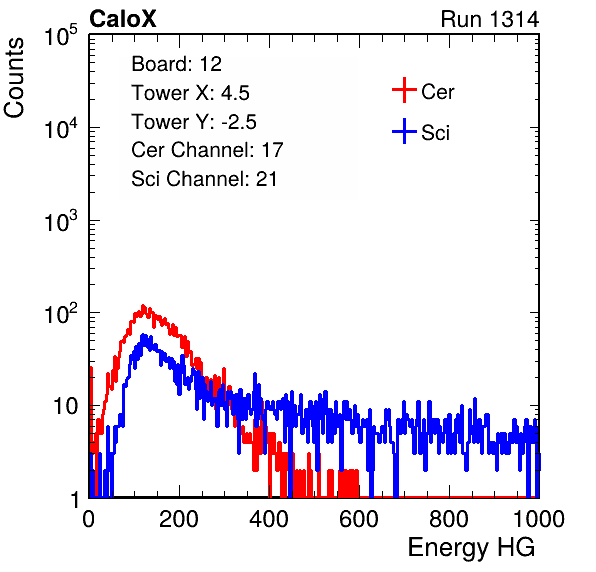 CaloX Run 1314
Counts
Board: 12
Tower X: 4.5
Tower Y: -2.5
Cer Channel: 17
Sci Channel: 21
Cer
Sci
10^5
10^4
10^3
10^2
10
1
0 200 400 600 800 1000
Energy HG